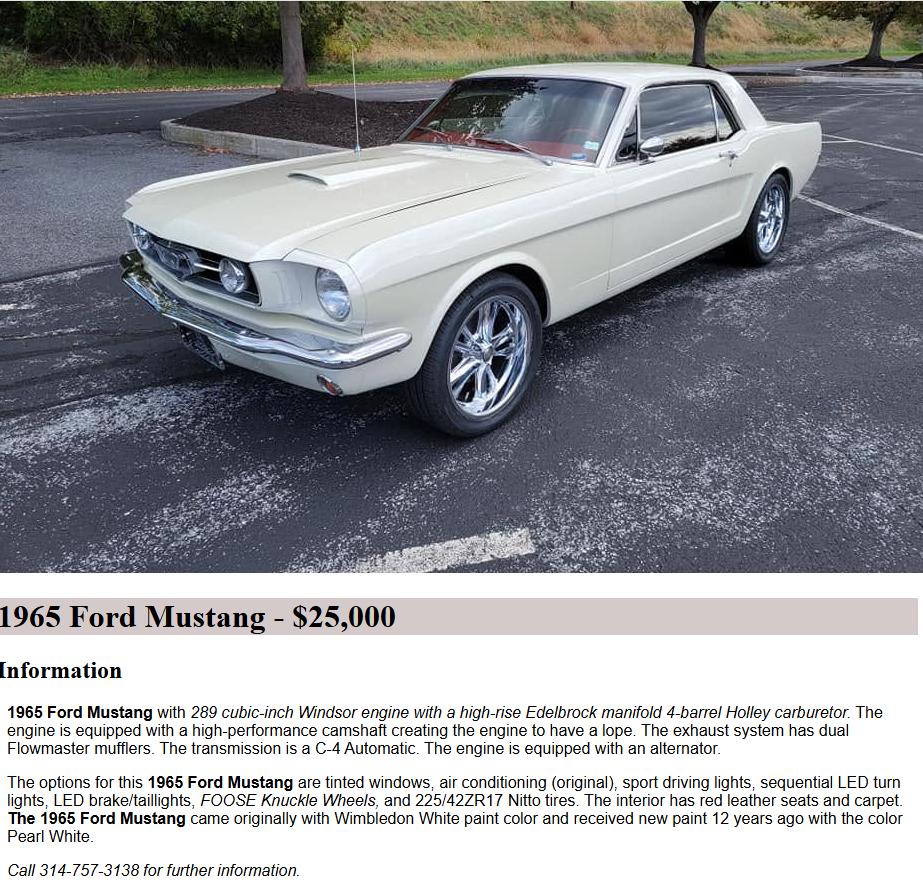 1965 Ford Mustang - $25,000
Information
1965 Ford Mustang with 289 cubic-inch Windsor engine with a high-rise Edelbrock manifold 4-barrel Holley carburetor. The
engine is equipped with a high-performance camshaft creating the engine to have a lope. The exhaust system has dual
Flowmaster mufflers. The transmission is a C-4 Automatic. The engine is equipped with an alternator.
The options for this 1965 Ford Mustang are tinted windows, air conditioning (original), sport driving lights, sequential LED turn
lights, LED brake/taillights, FOOSE Knuckle Wheels, and 225/42ZR17 Nitto tires. The interior has red leather seats and carpet.
The 1965 Ford Mustang came originally with Wimbledon White paint color and received new paint 12 years ago with the color
Pearl White.
Call 314-757-3138 for further information.